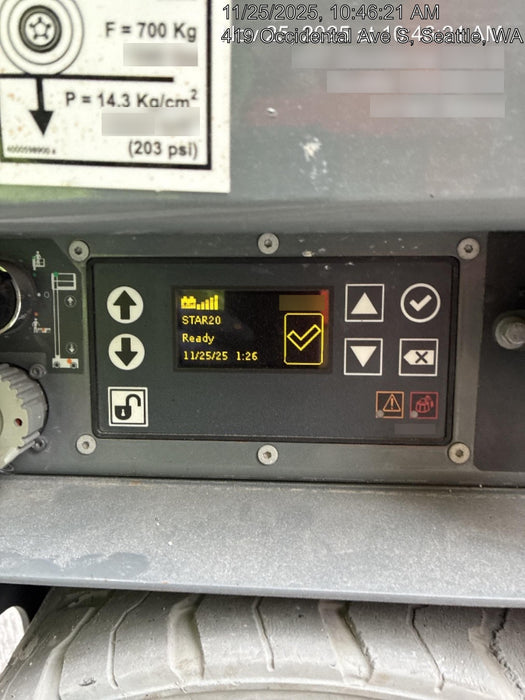 11/25/2025, 10:46:21 AM
419 Occidental Ave S, Seattle, WA
F = 700 Kg
P = 14.3 Kg/cm²
(203 psi)
STAR20
Ready
11/25/25 1:26